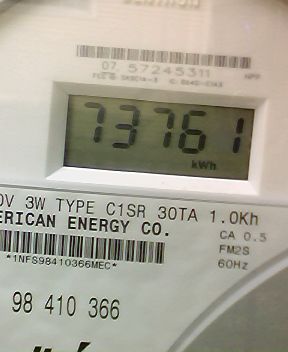 07. 57245311
73761
kWh
0V 3W TYPE C1SR 30TA 1.0Kh
ERICAN ENERGY CO.
CA 0.5
FM2S
*1NFS98410366MEC*
60Hz
98 410 366